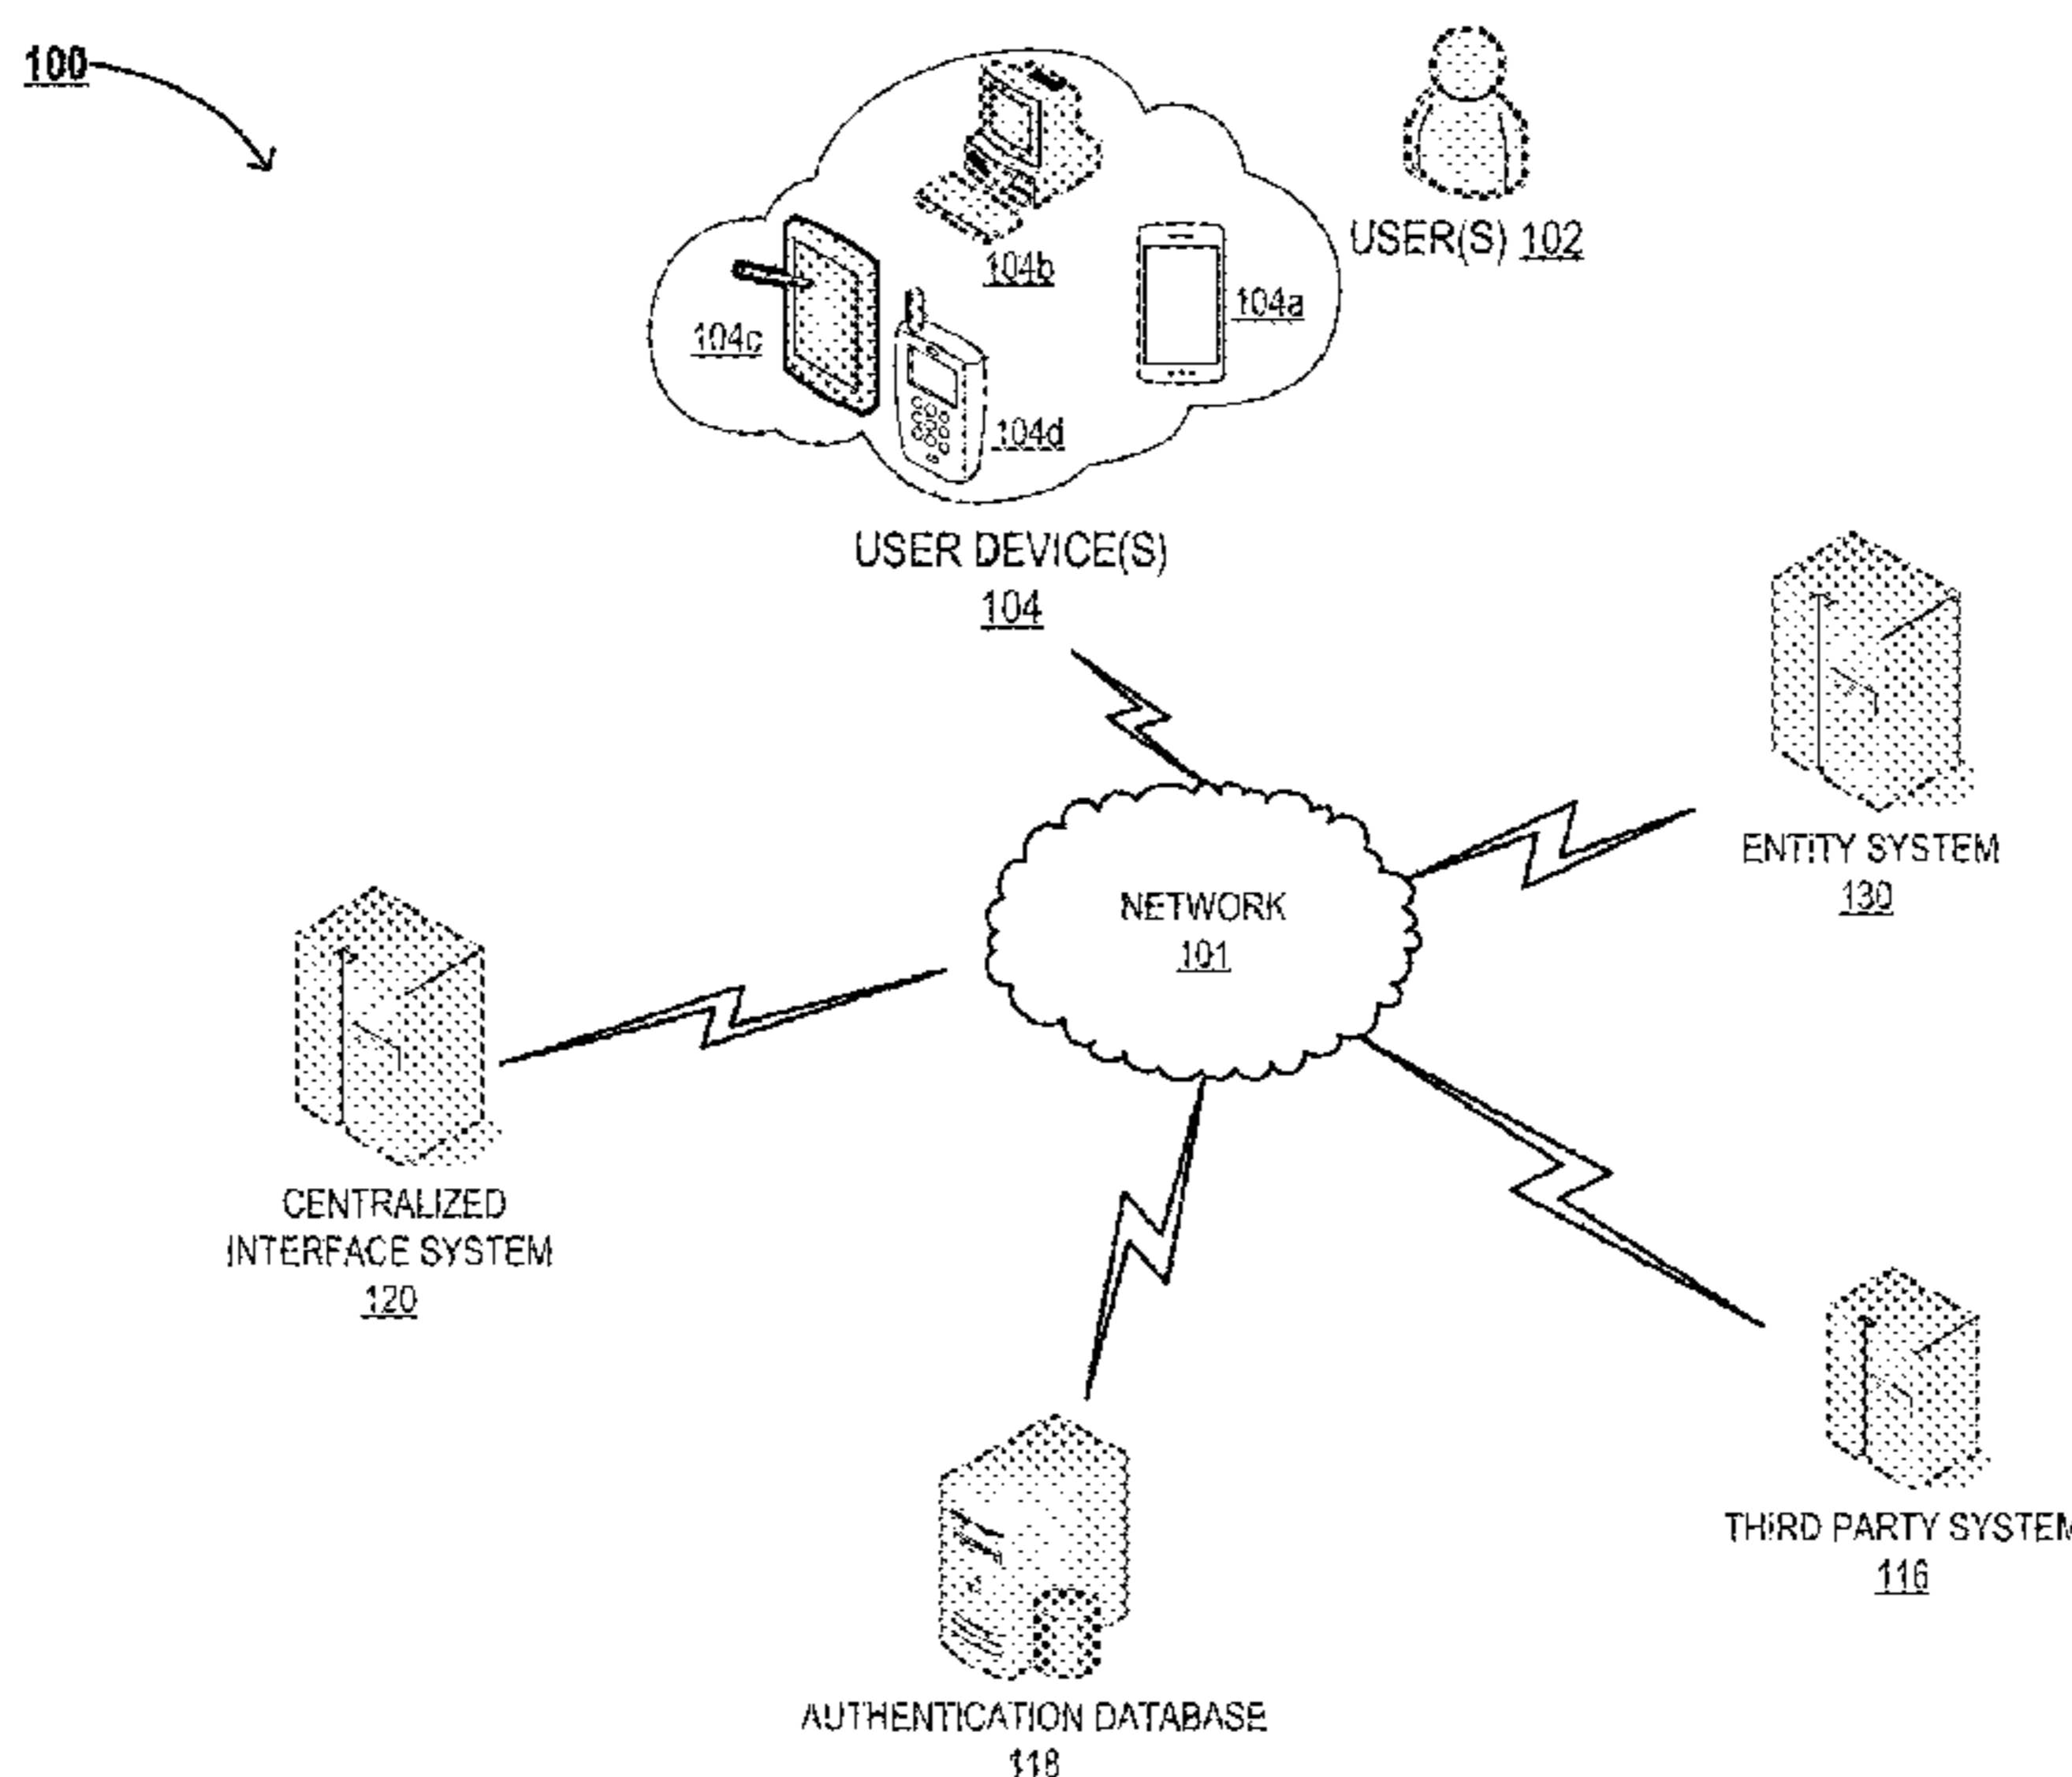 100
USER(S) 102
104b
104a
104c
104d
USER DEVICE(S)
104
ENTITY SYSTEM
130
NETWORK
101
CENTRALIZED
INTERFACE SYSTEM
120
THIRD PARTY SYSTEM
116
AUTHENTICATION DATABASE
118